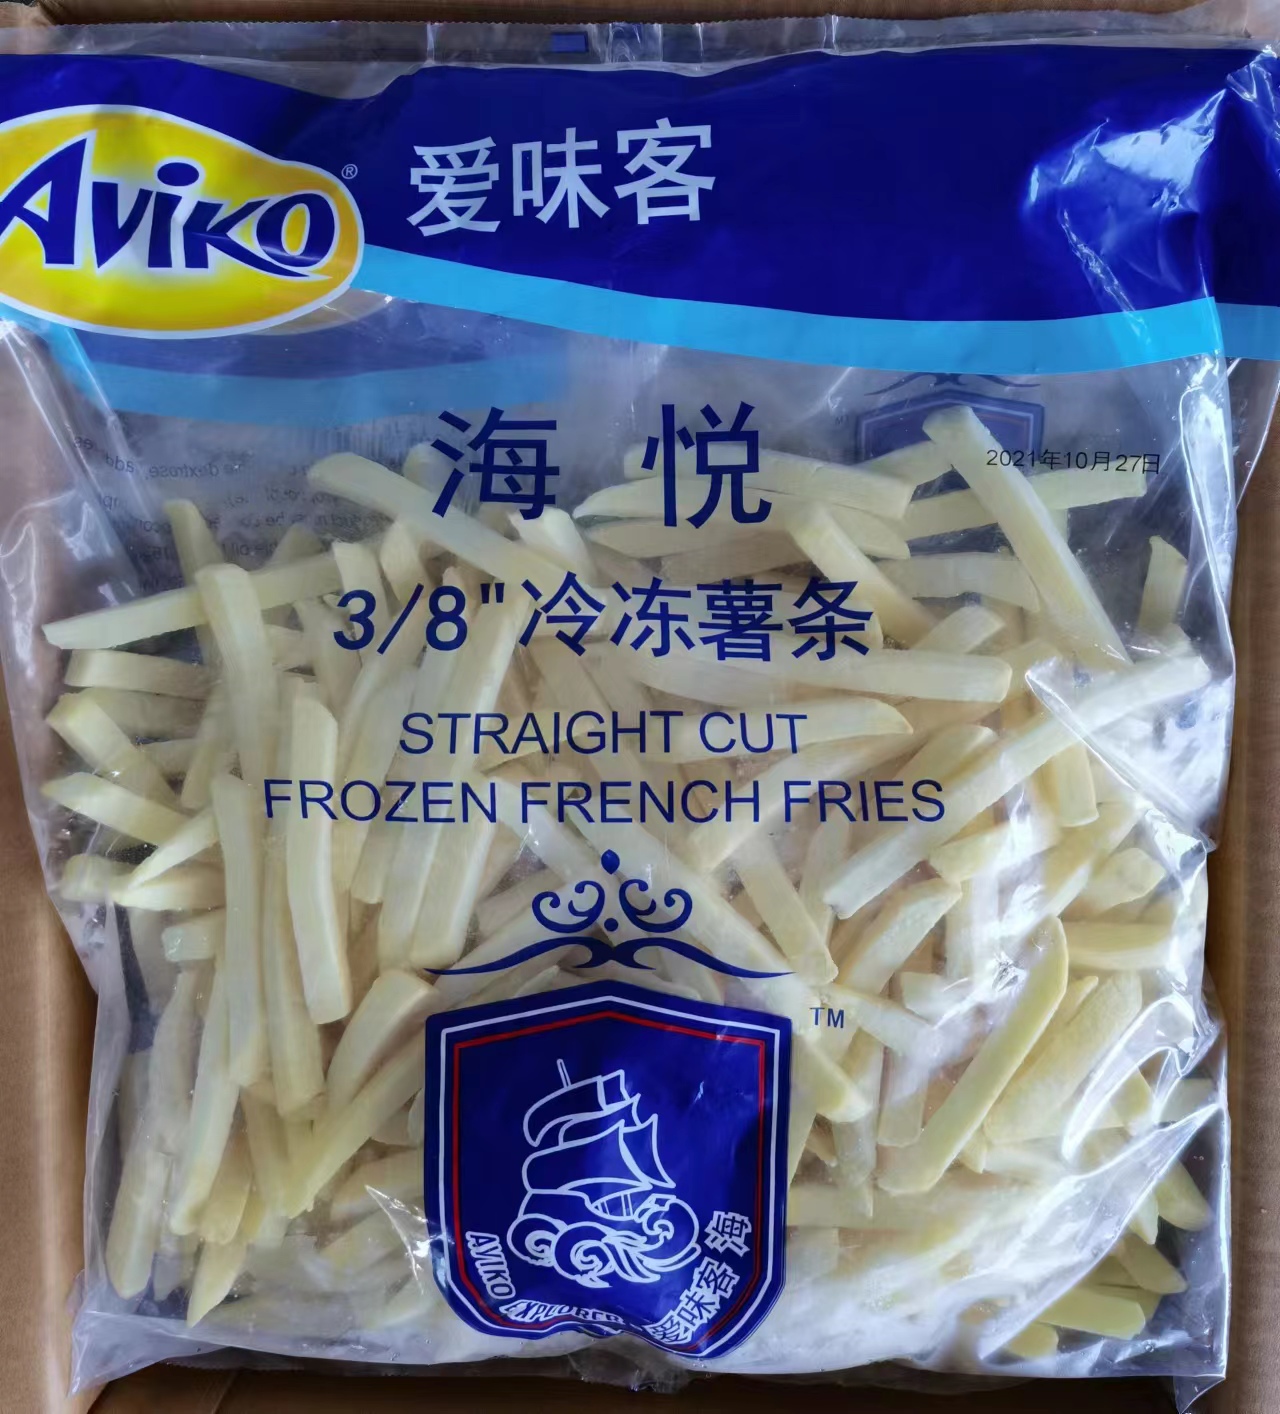 AVIKO® 爱味客
海悦
2021年10月27日
3/8"冷冻薯条
STRAIGHT CUT
FROZEN FRENCH FRIES
TM
AVIKO EXPLORER 爱味客海